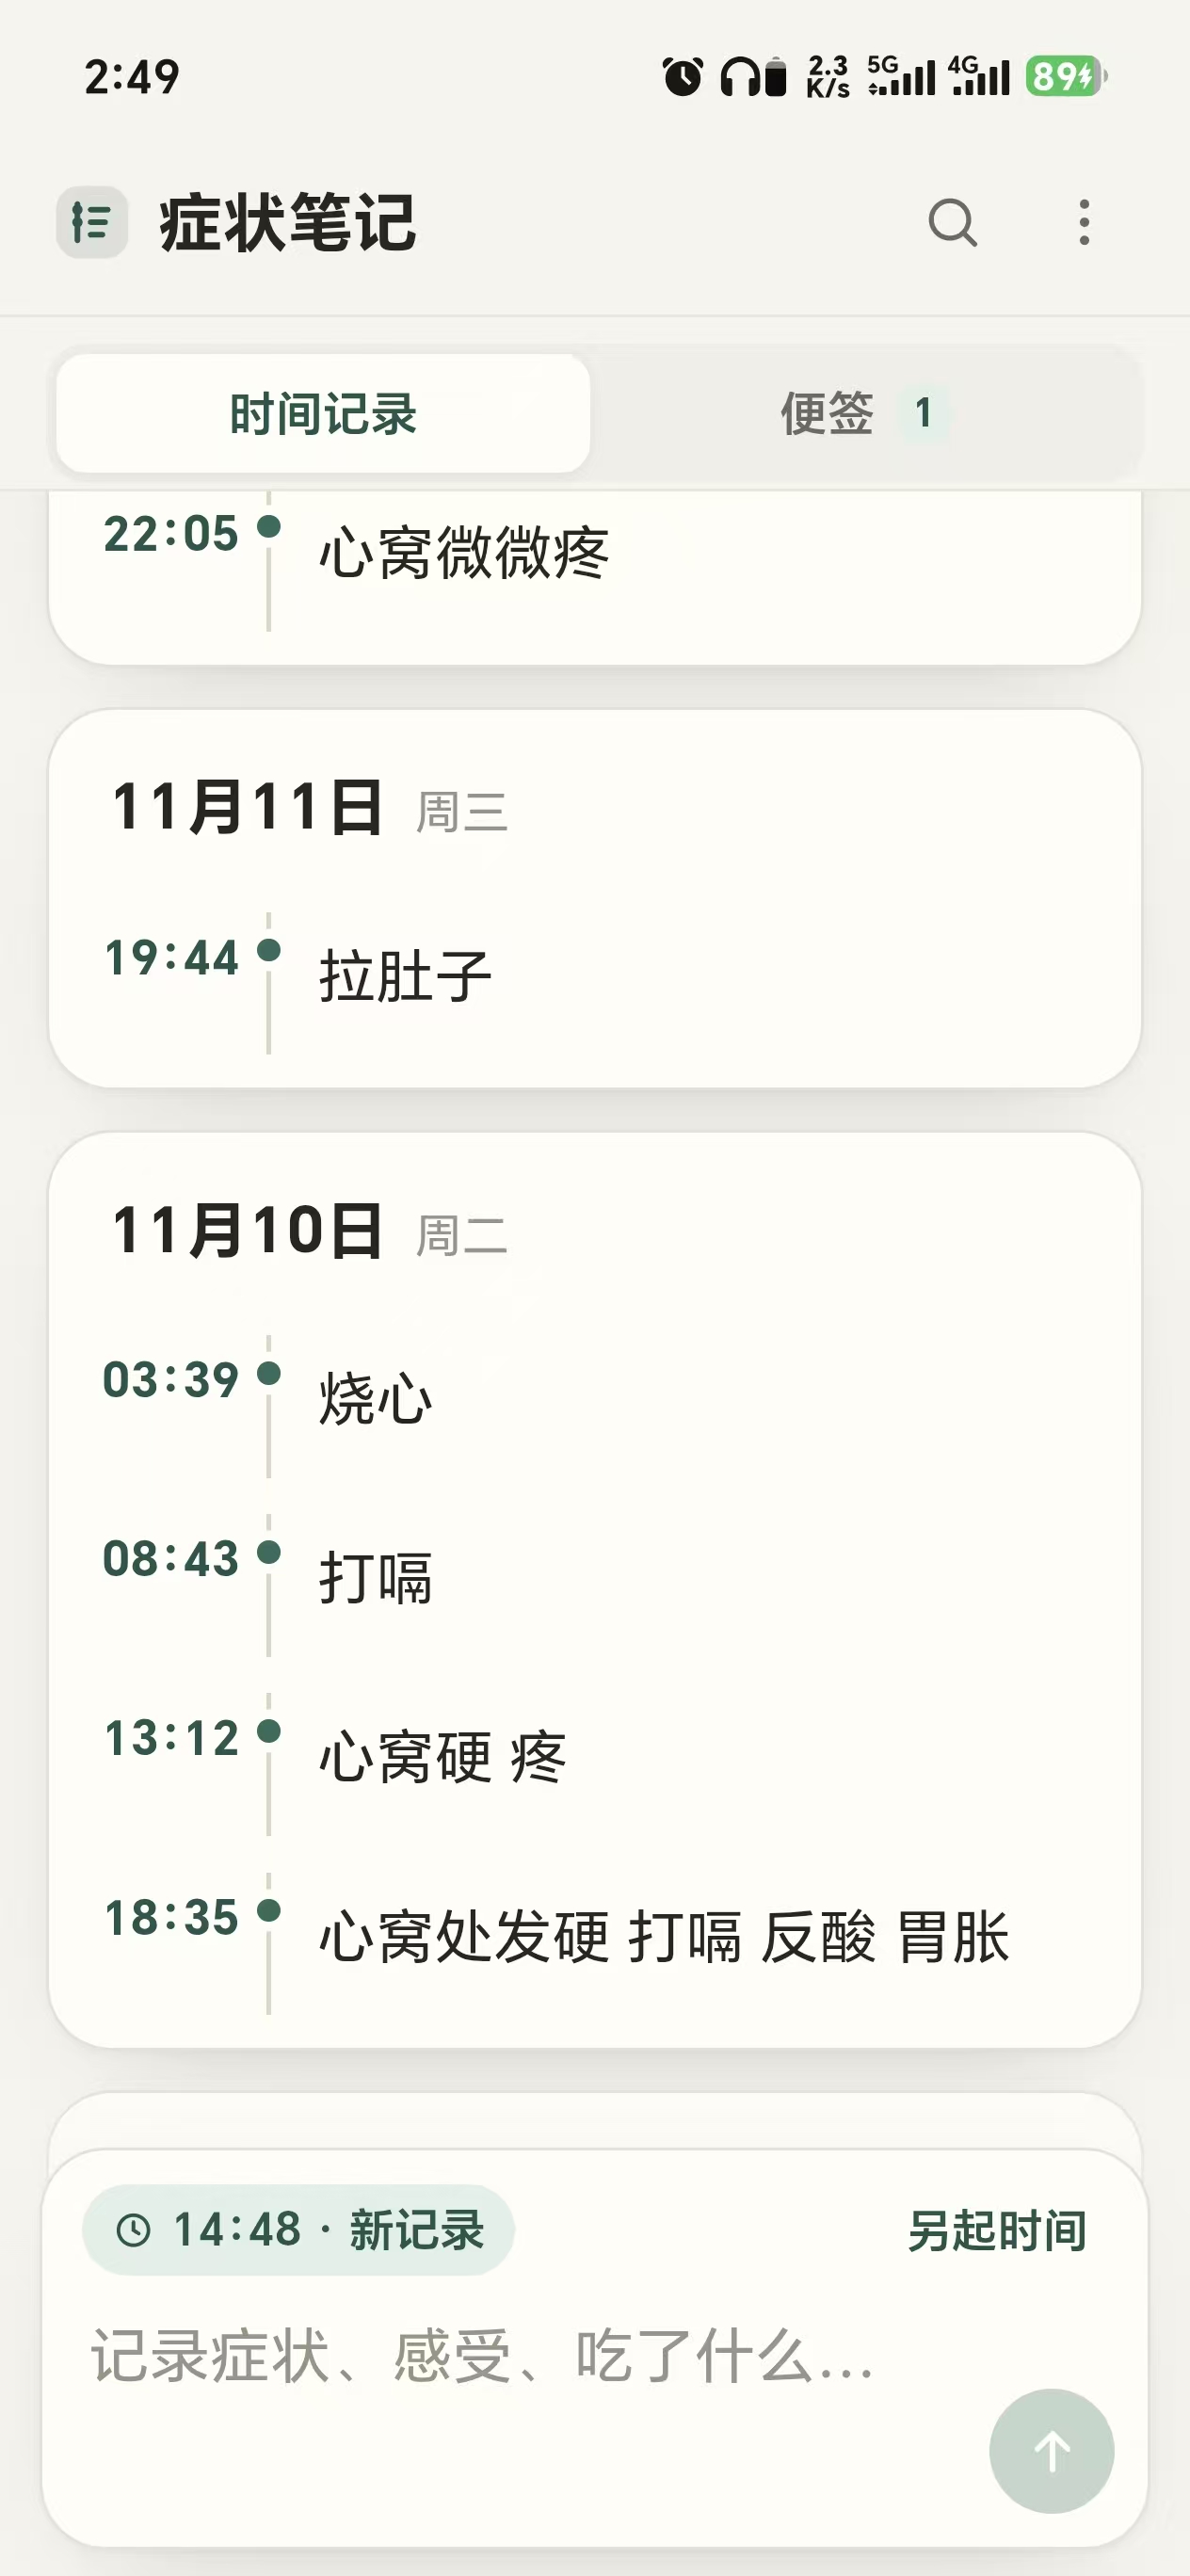 2:49
2.3 K/s 5G 4G 89
症状笔记
时间记录 便签 1
22:05 心窝微微疼
11月11日 周三
19:44 拉肚子
11月10日 周二
03:39 烧心
08:43 打嗝
13:12 心窝硬 疼
18:35 心窝处发硬 打嗝 反酸 胃胀
14:48 · 新记录 另起时间
记录症状、感受、吃了什么...